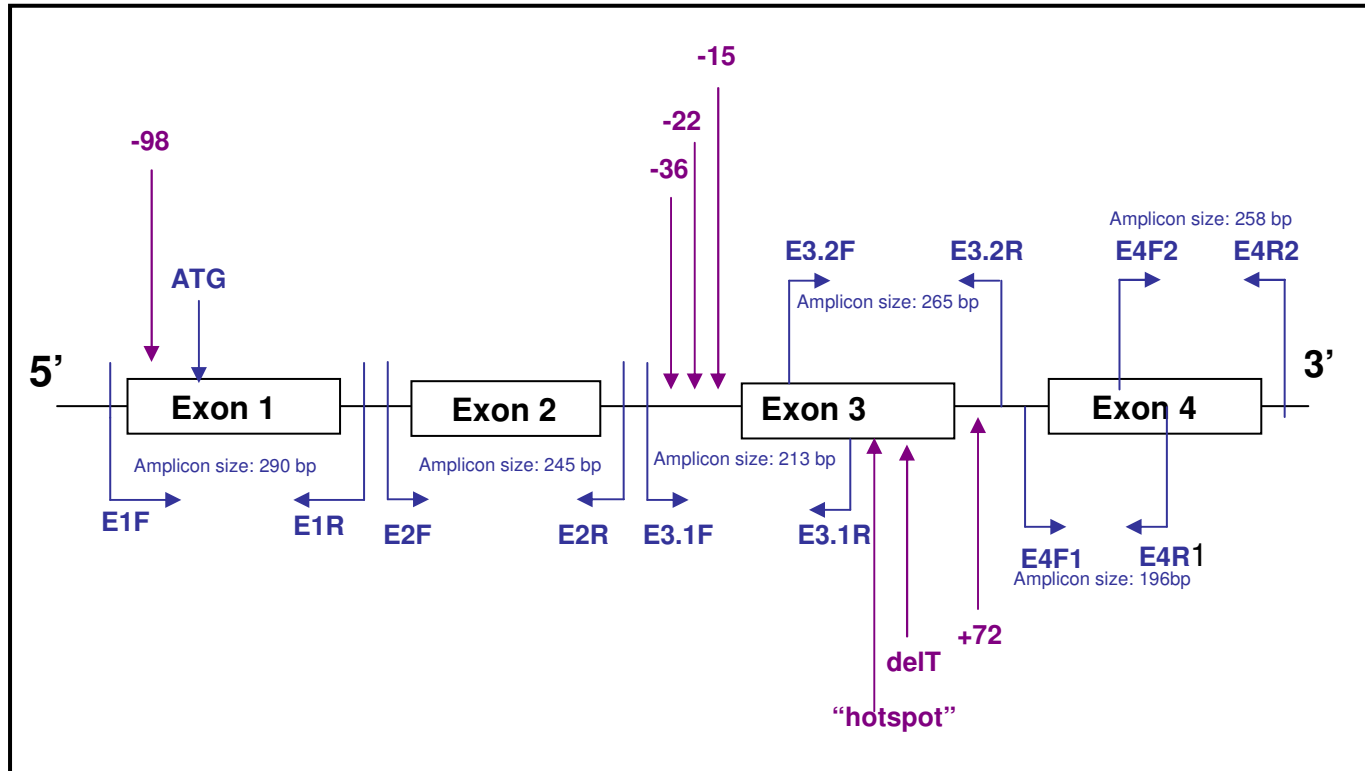 -15
-22
-98
-36
Amplicon size: 258 bp
E3.2F
E3.2R
E4F2
E4R2
ATG
Amplicon size: 265 bp
5’
3’
Exon 1
Exon 2
Exon 3
Exon 4
Amplicon size: 290 bp
Amplicon size: 245 bp
Amplicon size: 213 bp
E1F
E1R
E2F
E2R
E3.1F
E3.1R
E4F1
E4R1
Amplicon size: 196bp
+72
delT
“hotspot”